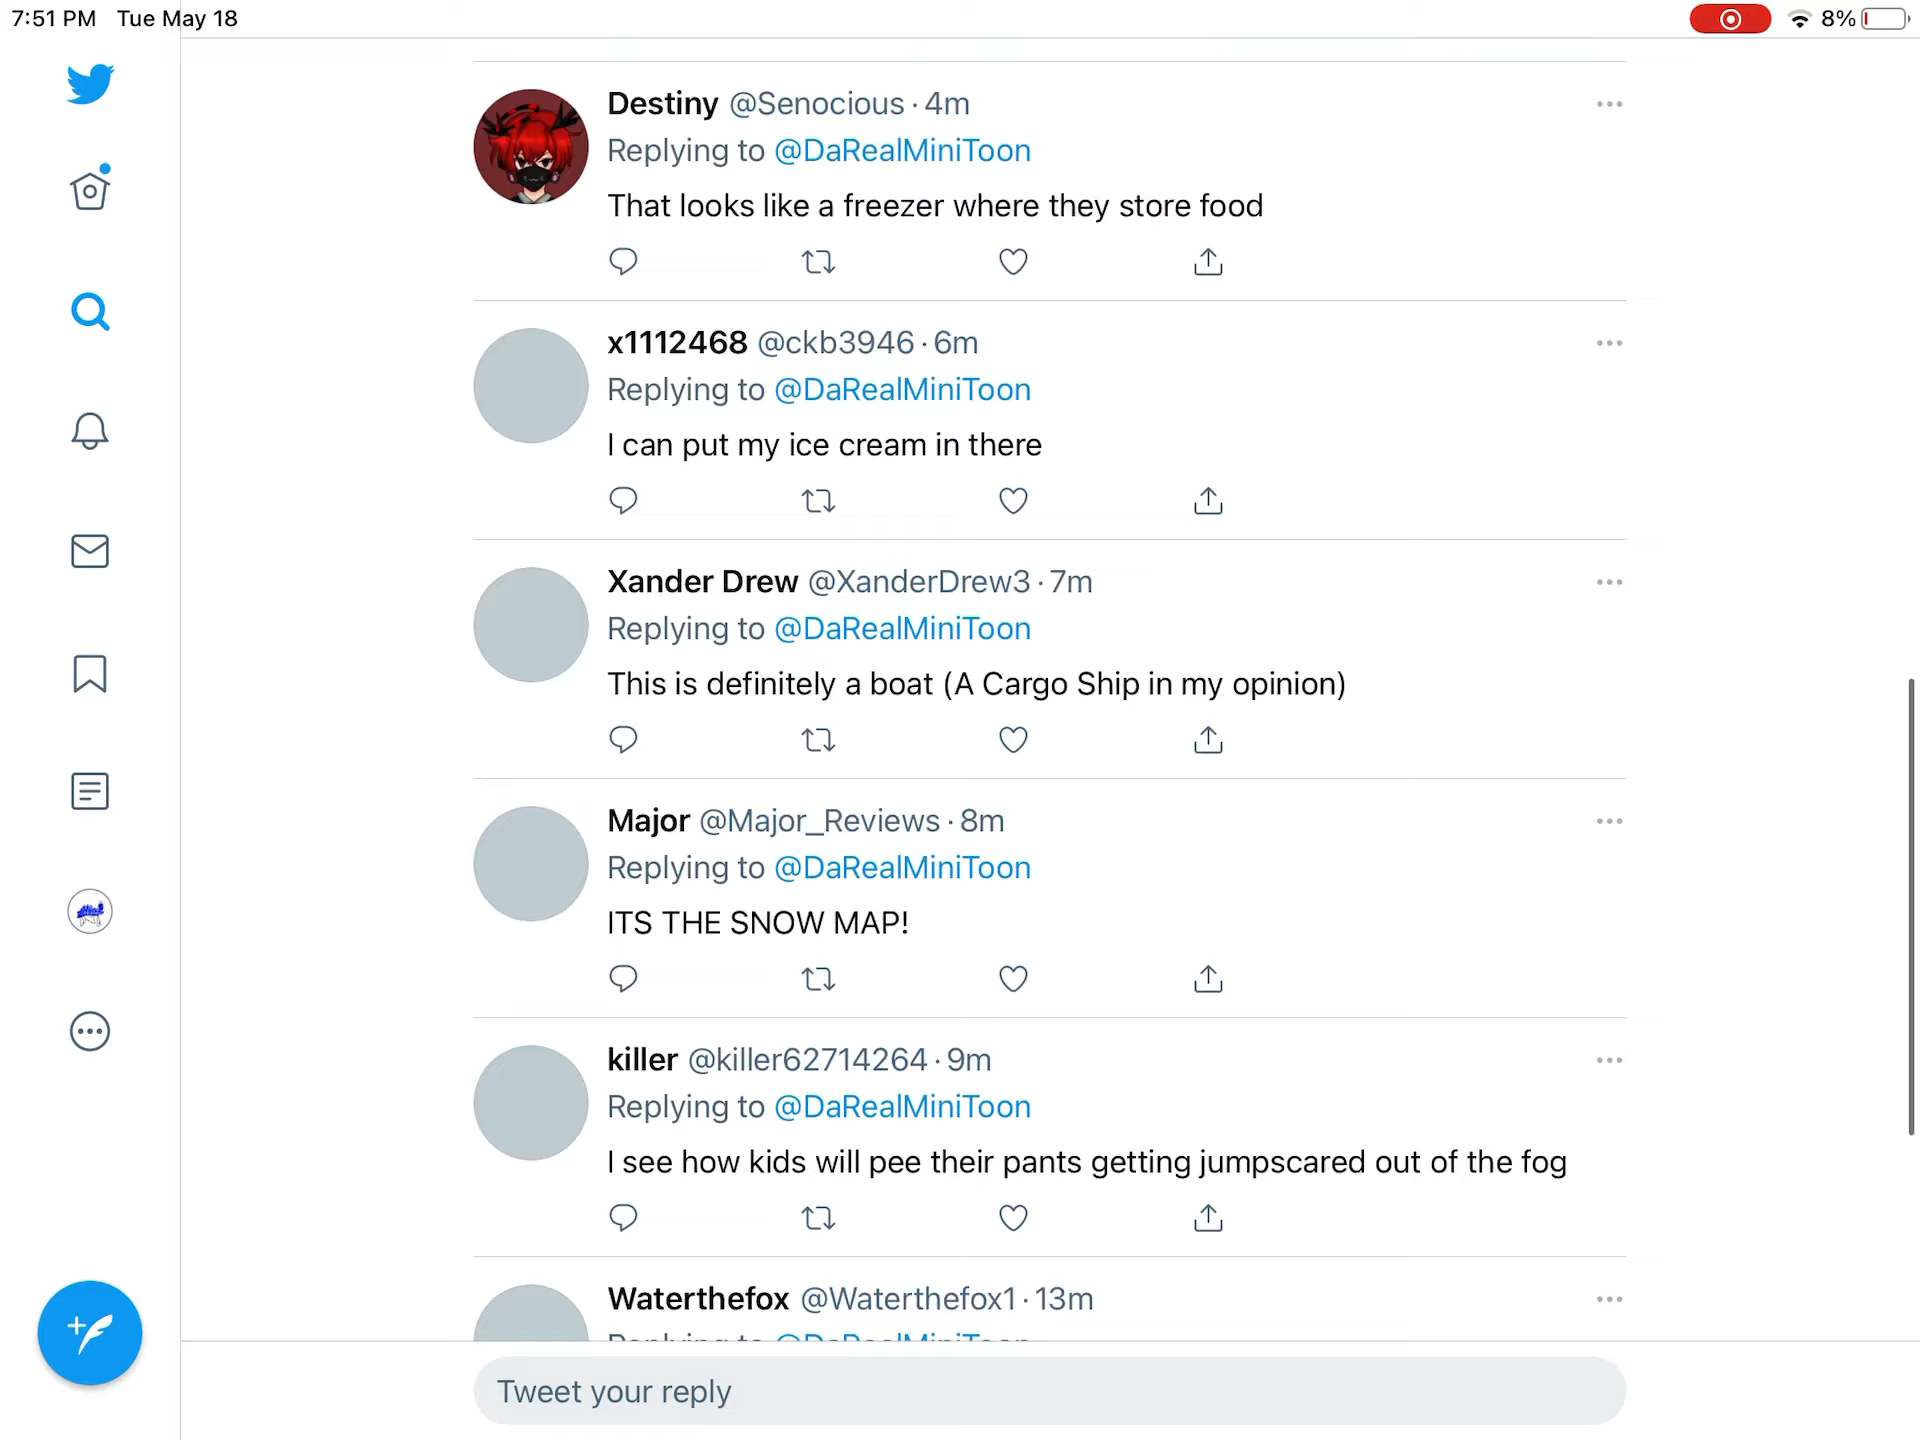 7:51 PM Tue May 18
8%
Destiny @Senocious · 4m
Replying to @DaRealMiniToon
That looks like a freezer where they store food
x1112468 @ckb3946 · 6m
Replying to @DaRealMiniToon
I can put my ice cream in there
Xander Drew @XanderDrew3 · 7m
Replying to @DaRealMiniToon
This is definitely a boat (A Cargo Ship in my opinion)
Major @Major_Reviews · 8m
Replying to @DaRealMiniToon
ITS THE SNOW MAP!
killer @killer62714264 · 9m
Replying to @DaRealMiniToon
I see how kids will pee their pants getting jumpscared out of the fog
Waterthefox @Waterthefox1 · 13m
Replying to @DaRealMiniToon
Tweet your reply